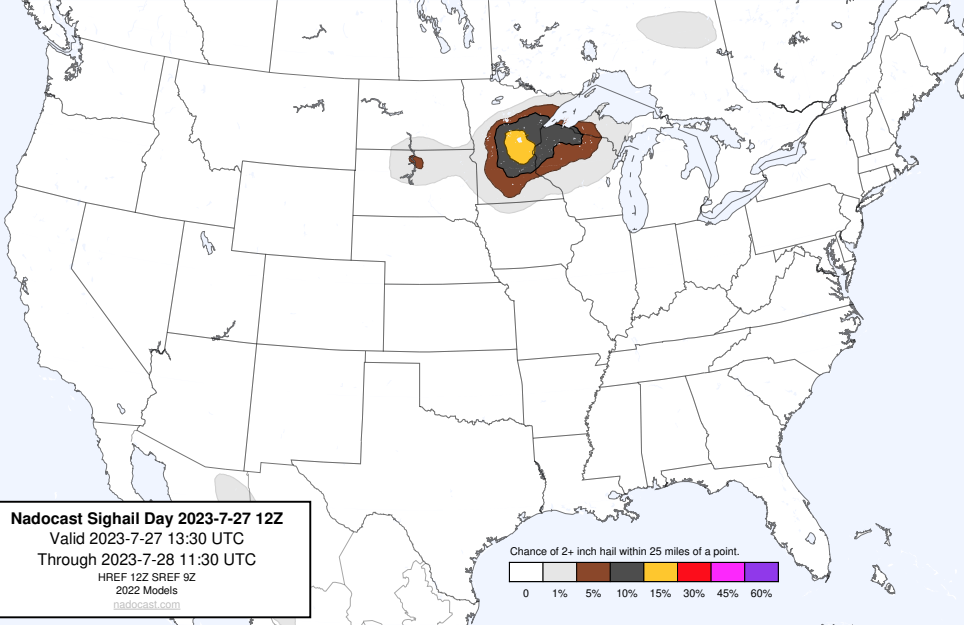 Nadocast Sighail Day 2023-7-27 12Z
Valid 2023-7-27 13:30 UTC
Through 2023-7-28 11:30 UTC
HREF 12Z SREF 9Z
2022 Models
nadocast.com
Chance of 2+ inch hail within 25 miles of a point.
0 1% 5% 10% 15% 30% 45% 60%